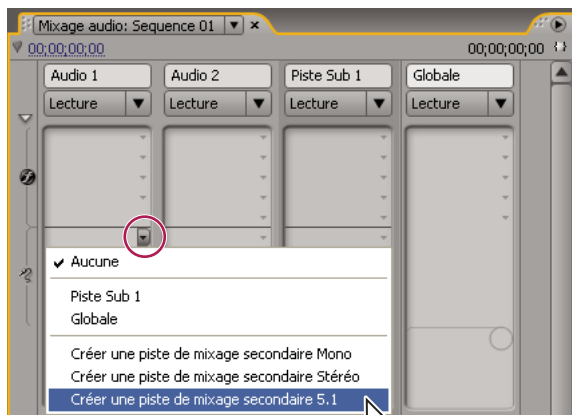 Mixage audio: Sequence 01
00;00;00;00 00;00;00;00
Audio 1 Audio 2 Piste Sub 1 Globale
Lecture Lecture Lecture Lecture
Aucune
Piste Sub 1
Globale
Créer une piste de mixage secondaire Mono
Créer une piste de mixage secondaire Stéréo
Créer une piste de mixage secondaire 5.1